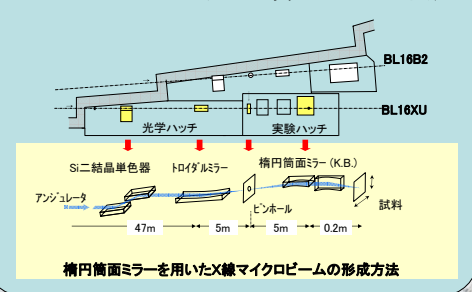 BL16B2
BL16XU
光学ハッチ
実験ハッチ
Si二結晶単色器
トロイダルミラー
楕円筒面ミラー (K.B.)
アンジュレータ
ピンホール
試料
47m
5m
5m
0.2m
楕円筒面ミラーを用いたX線マイクロビームの形成方法